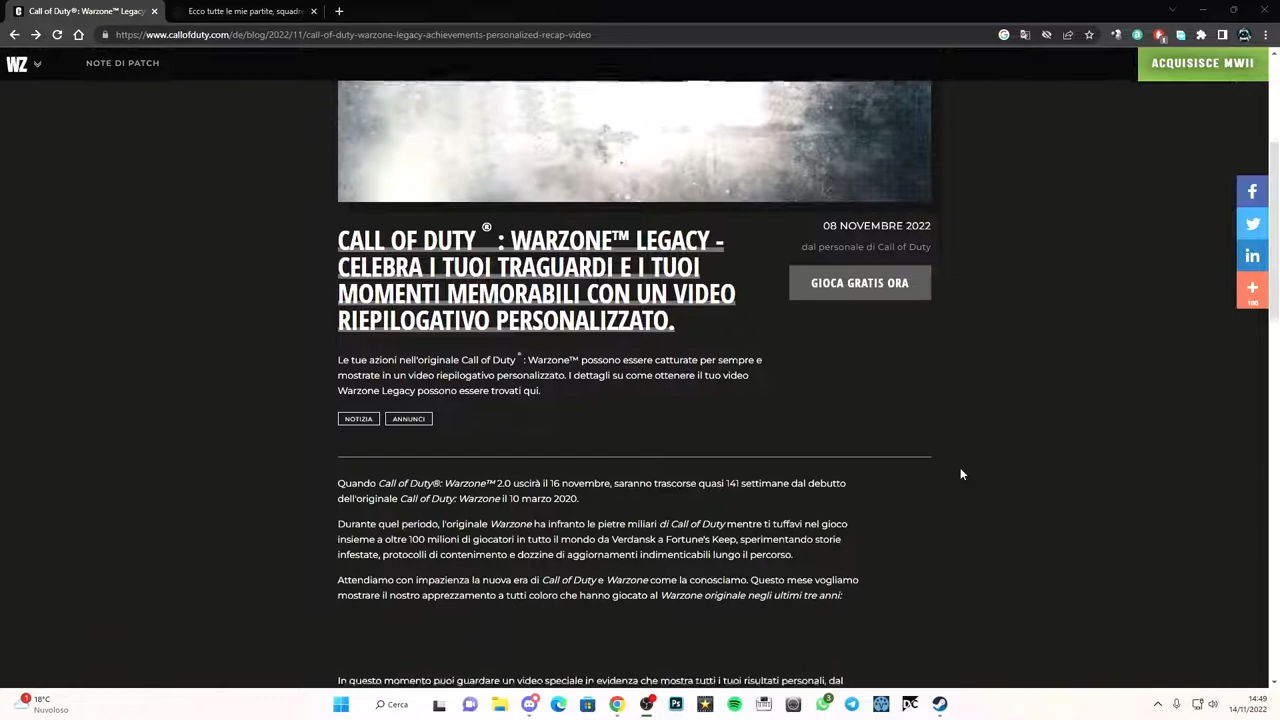 Call of Duty®: Warzone™ Legacy
Ecco tutte le mie partite, squadr
https://www.callofduty.com/de/blog/2022/11/call-of-duty-warzone-legacy-achievements-personalized-recap-video
WZ
NOTE DI PATCH
ACQUISISCE MWII
CALL OF DUTY ® : WARZONE™ LEGACY -
CELEBRA I TUOI TRAGUARDI E I TUOI
MOMENTI MEMORABILI CON UN VIDEO
RIEPILOGATIVO PERSONALIZZATO.
08 NOVEMBRE 2022
dal personale di Call of Duty
GIOCA GRATIS ORA
Le tue azioni nell'originale Call of Duty ® : Warzone™ possono essere catturate per sempre e
mostrate in un video riepilogativo personalizzato. I dettagli su come ottenere il tuo video
Warzone Legacy possono essere trovati qui.
NOTIZIA
ANNUNCI
Quando Call of Duty®: Warzone™ 2.0 uscirà il 16 novembre, saranno trascorse quasi 141 settimane dal debutto
dell'originale Call of Duty: Warzone il 10 marzo 2020.
Durante quel periodo, l'originale Warzone ha infranto le pietre miliari di Call of Duty mentre ti tuffavi nel gioco
insieme a oltre 100 milioni di giocatori in tutto il mondo da Verdansk a Fortune's Keep, sperimentando storie
infestate, protocolli di contenimento e dozzine di aggiornamenti indimenticabili lungo il percorso.
Attendiamo con impazienza la nuova era di Call of Duty e Warzone come la conosciamo. Questo mese vogliamo
mostrare il nostro apprezzamento a tutti coloro che hanno giocato al Warzone originale negli ultimi tre anni:
In questo momento puoi guardare un video speciale in evidenza che mostra tutti i tuoi risultati personali, dal
18°C
Nuvoloso
Cerca
14:49
14/11/2022